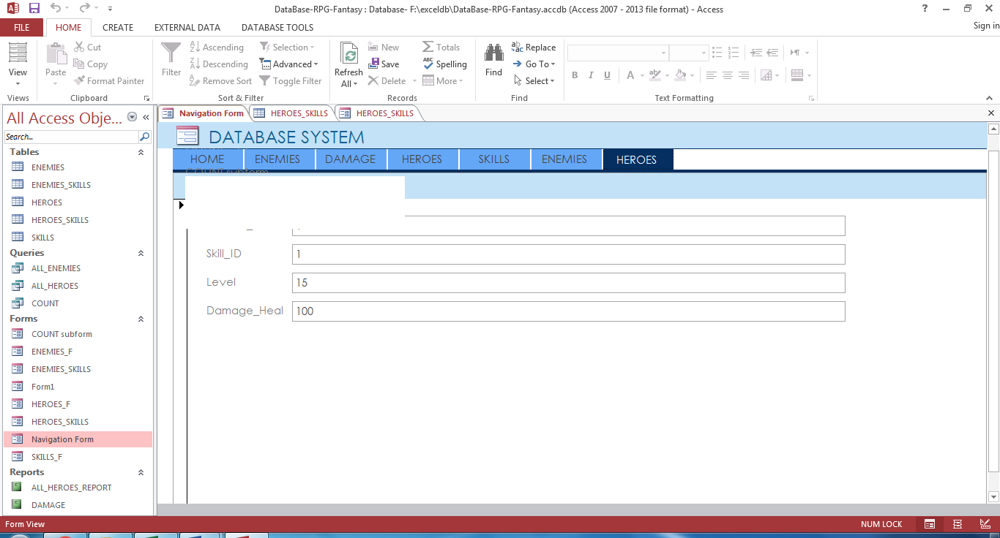 DataBase-RPG-Fantasy : Database- F:\exceldb\DataBase-RPG-Fantasy.accdb (Access 2007 - 2013 file format) - Access
FILE HOME CREATE EXTERNAL DATA DATABASE TOOLS Sign in
View
Views
Paste
Cut
Copy
Format Painter
Clipboard
Filter
Ascending
Descending
Remove Sort
Selection
Advanced
Toggle Filter
Sort & Filter
Refresh
All
New
Save
Delete
Totals
Spelling
More
Records
Find
Replace
Go To
Select
Find
B I U A
Text Formatting
All Access Obje...
Search...
Tables
ENEMIES
ENEMIES_SKILLS
HEROES
HEROES_SKILLS
SKILLS
Queries
ALL_ENEMIES
ALL_HEROES
COUNT
Forms
COUNT subform
ENEMIES_F
ENEMIES_SKILLS
Form1
HEROES_F
HEROES_SKILLS
Navigation Form
SKILLS_F
Reports
ALL_HEROES_REPORT
DAMAGE
Navigation Form HEROES_SKILLS HEROES_SKILLS
DATABASE SYSTEM
HOME ENEMIES DAMAGE HEROES SKILLS ENEMIES HEROES
COUNT subform
Skill_ID 1
Level 15
Damage_Heal 100
Form View NUM LOCK